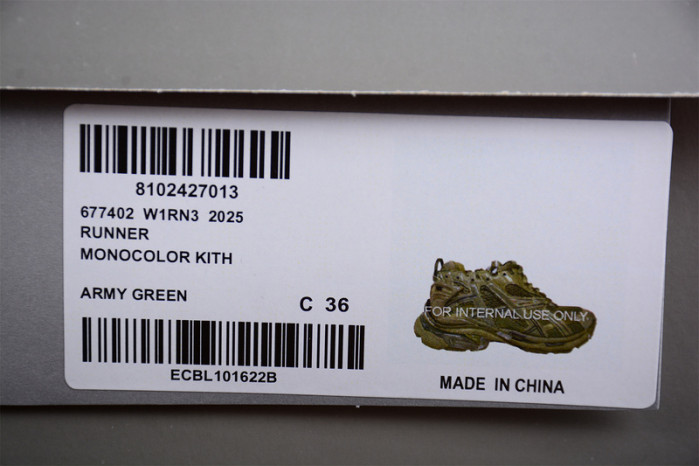 8102427013
677402 W1RN3 2025
RUNNER
MONOCOLOR KITH
ARMY GREEN
C 36
FOR INTERNAL USE ONLY
ECBL101622B
MADE IN CHINA